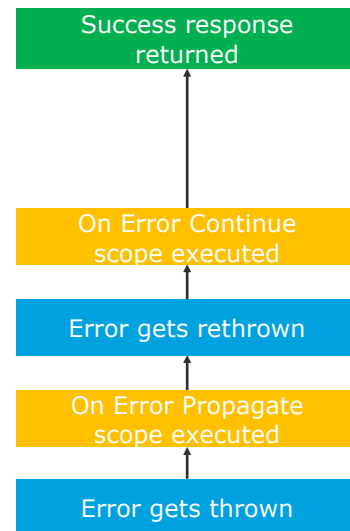 Success response
returned
On Error Continue
scope executed
Error gets rethrown
On Error Propagate
scope executed
Error gets thrown